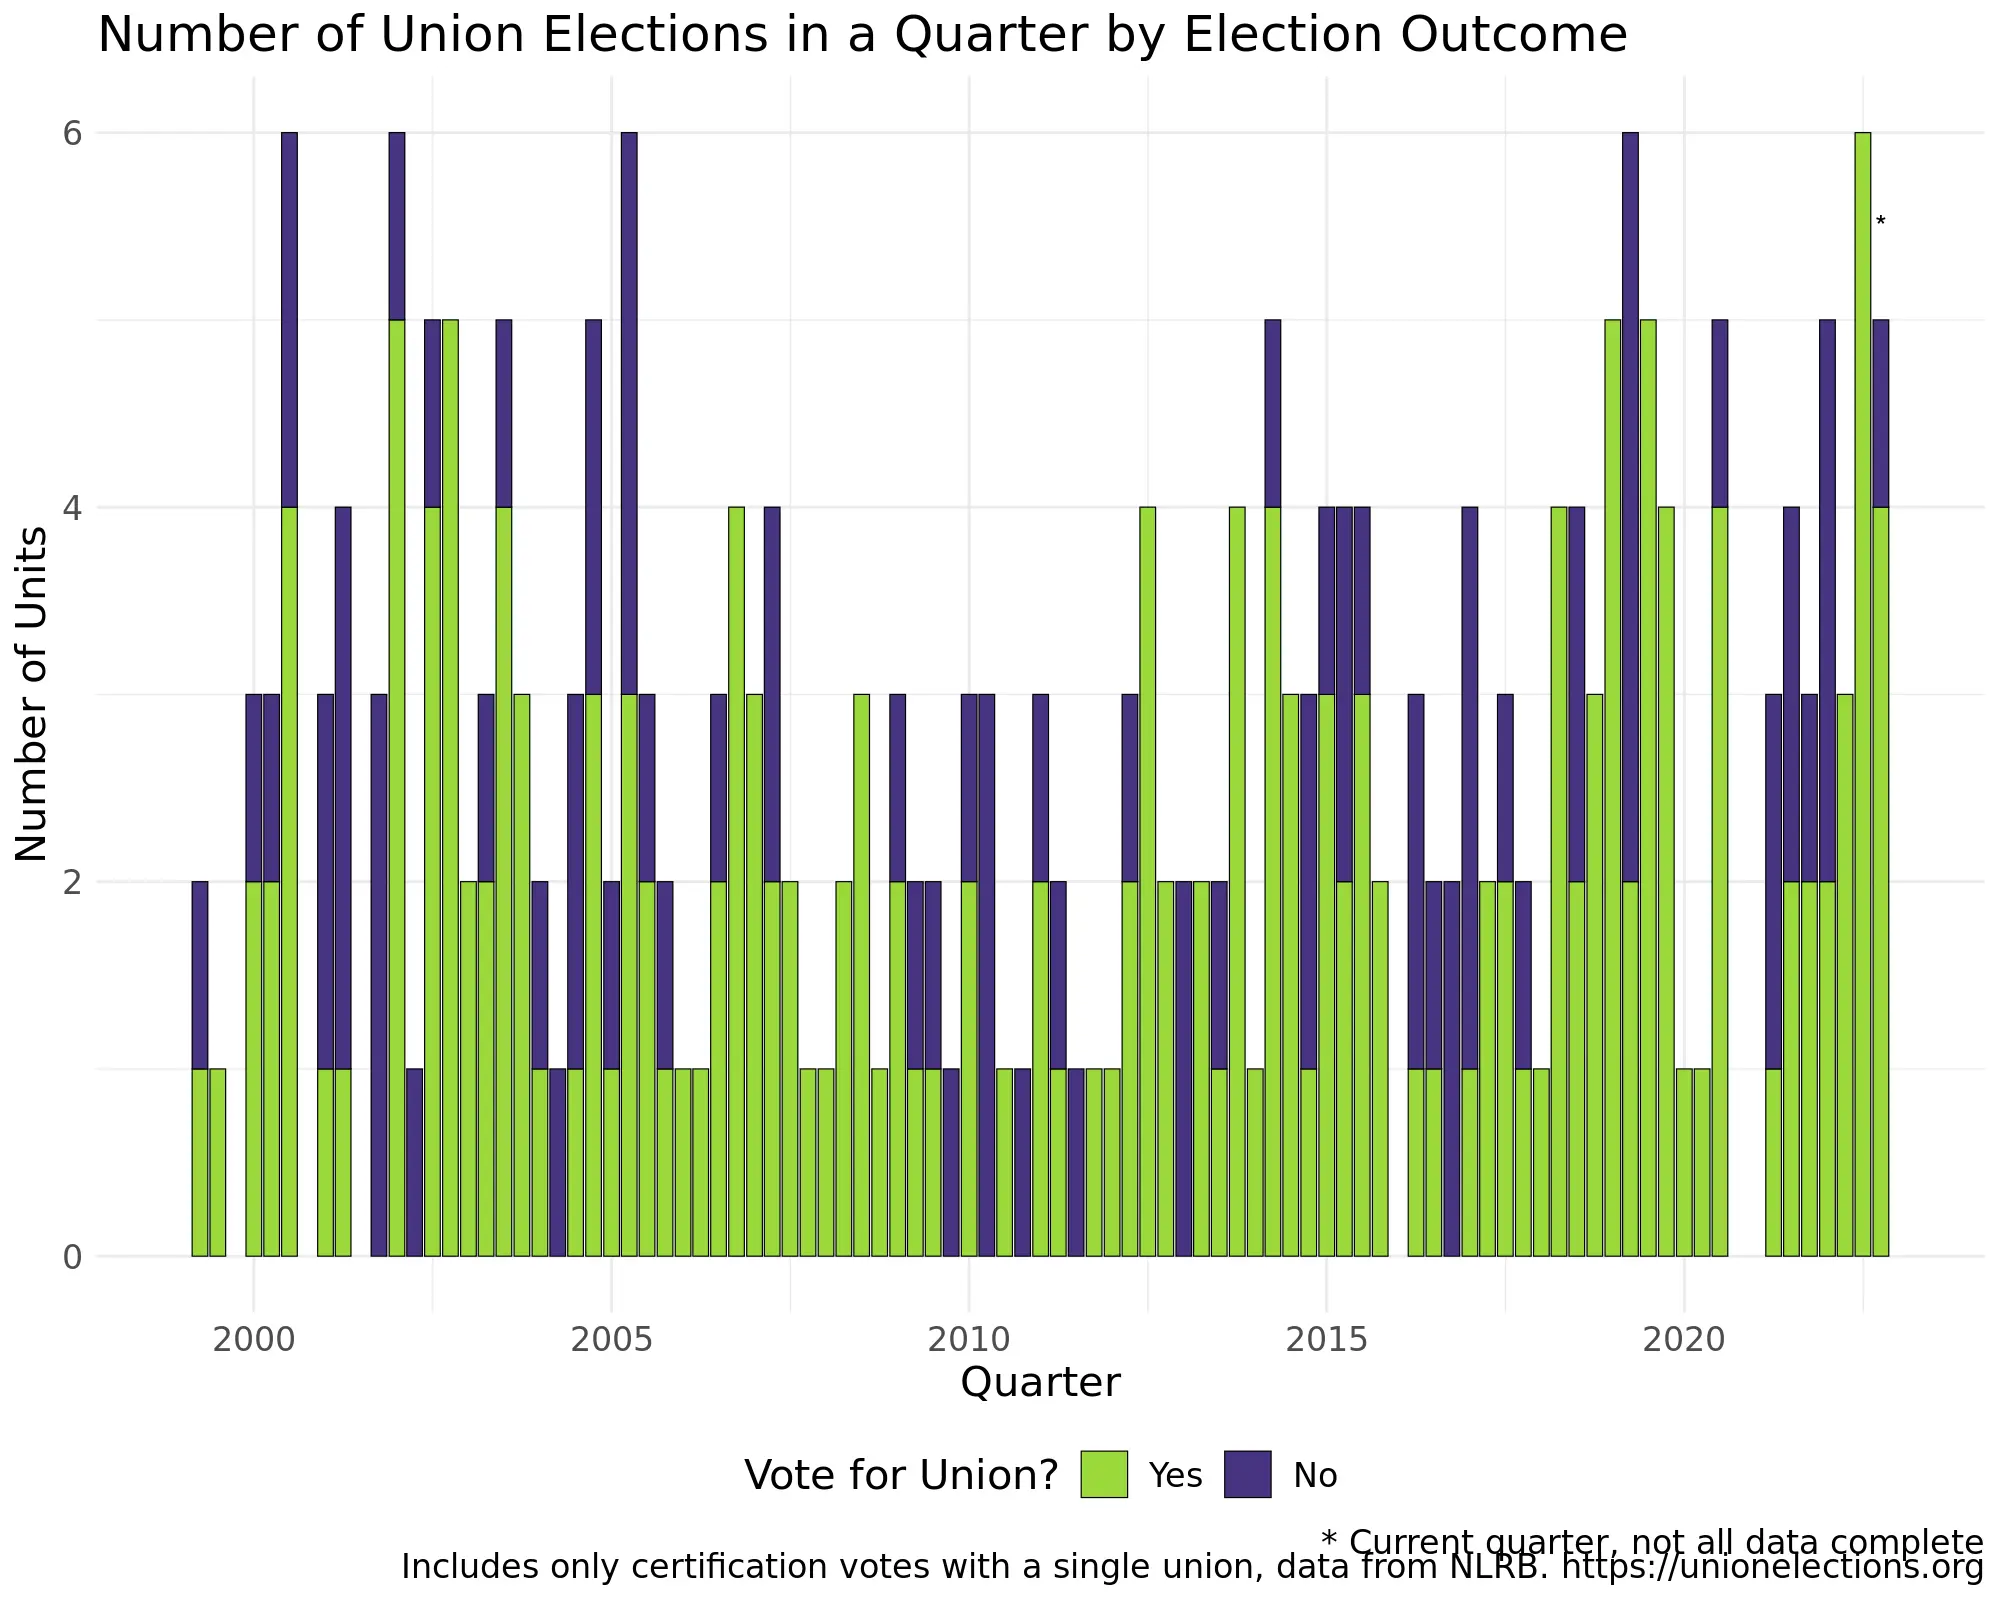 Number of Union Elections in a Quarter by Election Outcome
6
*
4
2
0
Number of Units
2000 2005 2010 2015 2020
Quarter
Vote for Union? Yes No
* Current quarter, not all data complete
Includes only certification votes with a single union, data from NLRB. https://unionelections.org